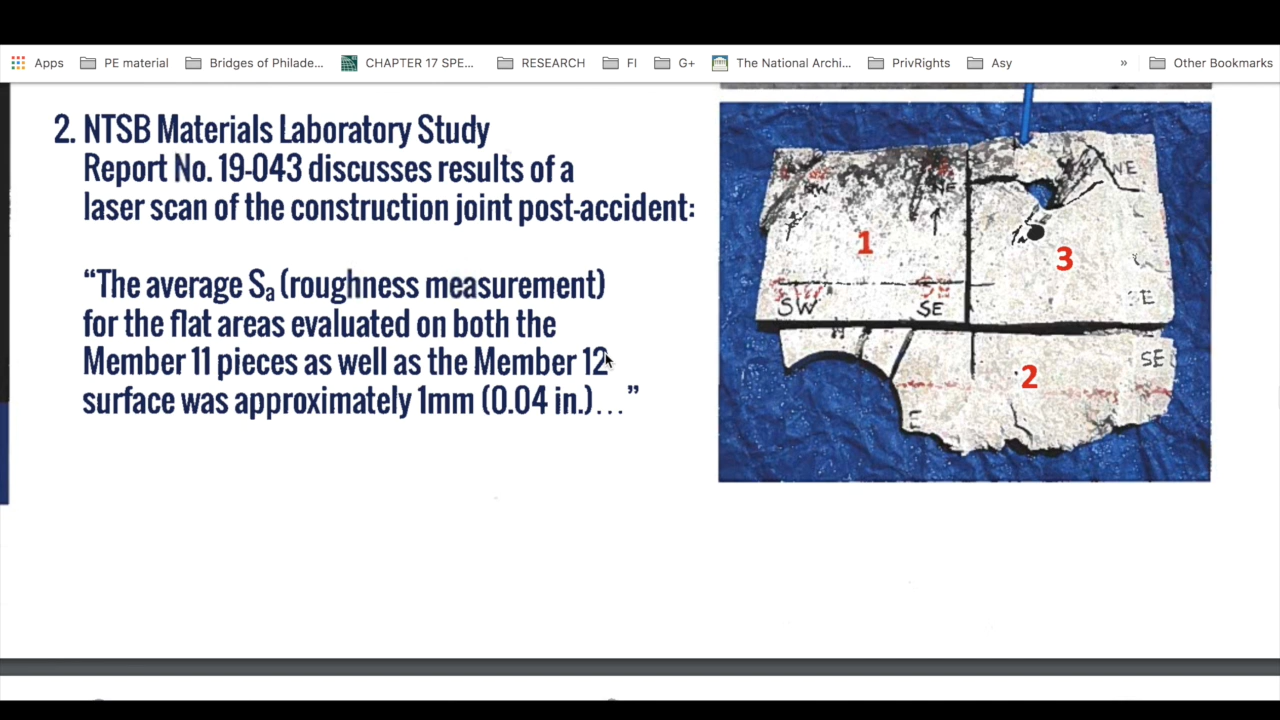 Apps PE material Bridges of Philade... CHAPTER 17 SPE... RESEARCH FI G+ The National Archi... PrivRights Asy » Other Bookmarks
2. NTSB Materials Laboratory Study
Report No. 19-043 discusses results of a
laser scan of the construction joint post-accident:
“The average Sa (roughness measurement)
for the flat areas evaluated on both the
Member 11 pieces as well as the Member 12
surface was approximately 1mm (0.04 in.)...”
NW NE NE
1
3
SW SE
SE
2
E